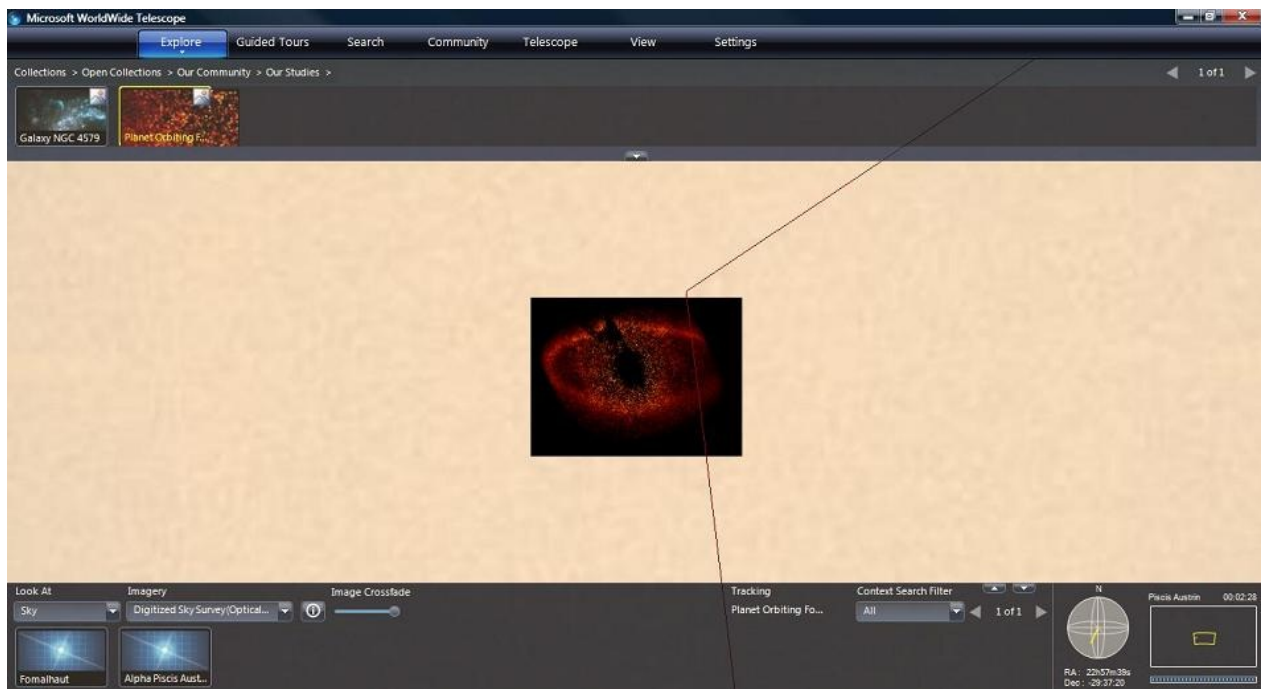 Microsoft WorldWide Telescope
Explore Guided Tours Search Community Telescope View Settings
Collections > Open Collections > Our Community > Our Studies >
1 of 1
Galaxy NGC 4579
Planet Orbiting F...
Look At
Imagery
Image Crossfade
Tracking
Context Search Filter
Sky
Digitized Sky Survey(Optical...
Planet Orbiting Fo...
All
1 of 1
N
Piscis Austrin 00:02:28
Fomalhaut
Alpha Piscis Aust...
RA : 22h57m39s
Dec : -29:37:20